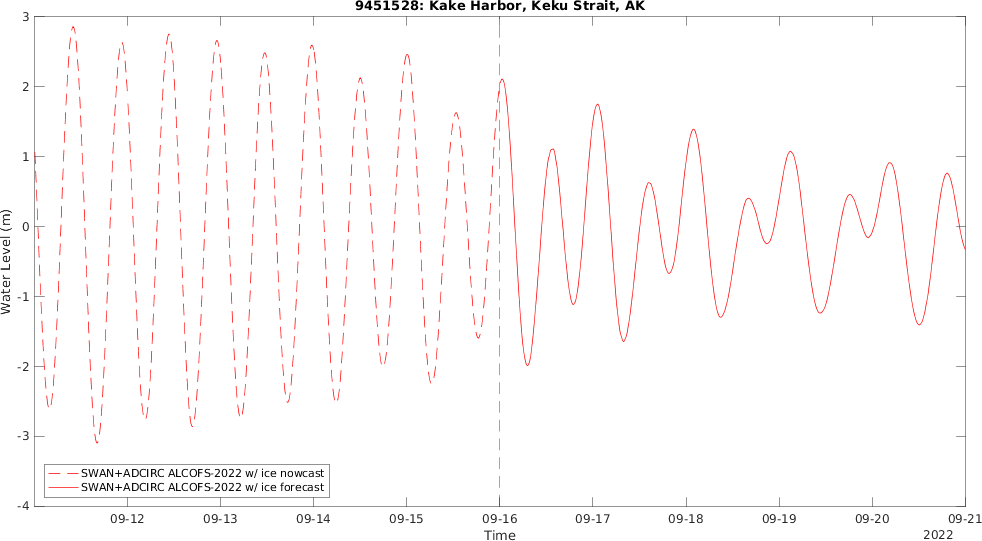 9451528: Kake Harbor, Keku Strait, AK
3
2
1
0
-1
-2
-3
-4
Water Level (m)
SWAN+ADCIRC ALCOFS-2022 w/ ice nowcast
SWAN+ADCIRC ALCOFS-2022 w/ ice forecast
09-12 09-13 09-14 09-15 09-16 09-17 09-18 09-19 09-20 09-21
Time
2022